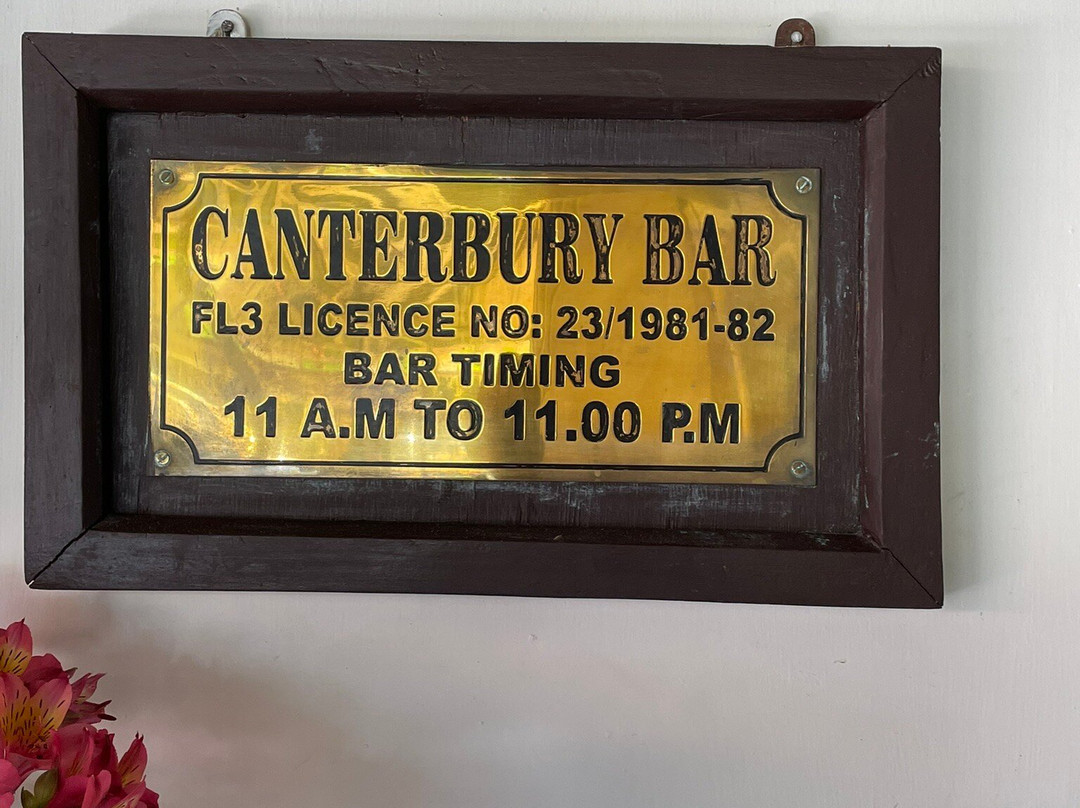 CANTERBURY BAR
FL3 LICENCE NO: 23/1981-82
BAR TIMING
11 A.M TO 11.00 P.M